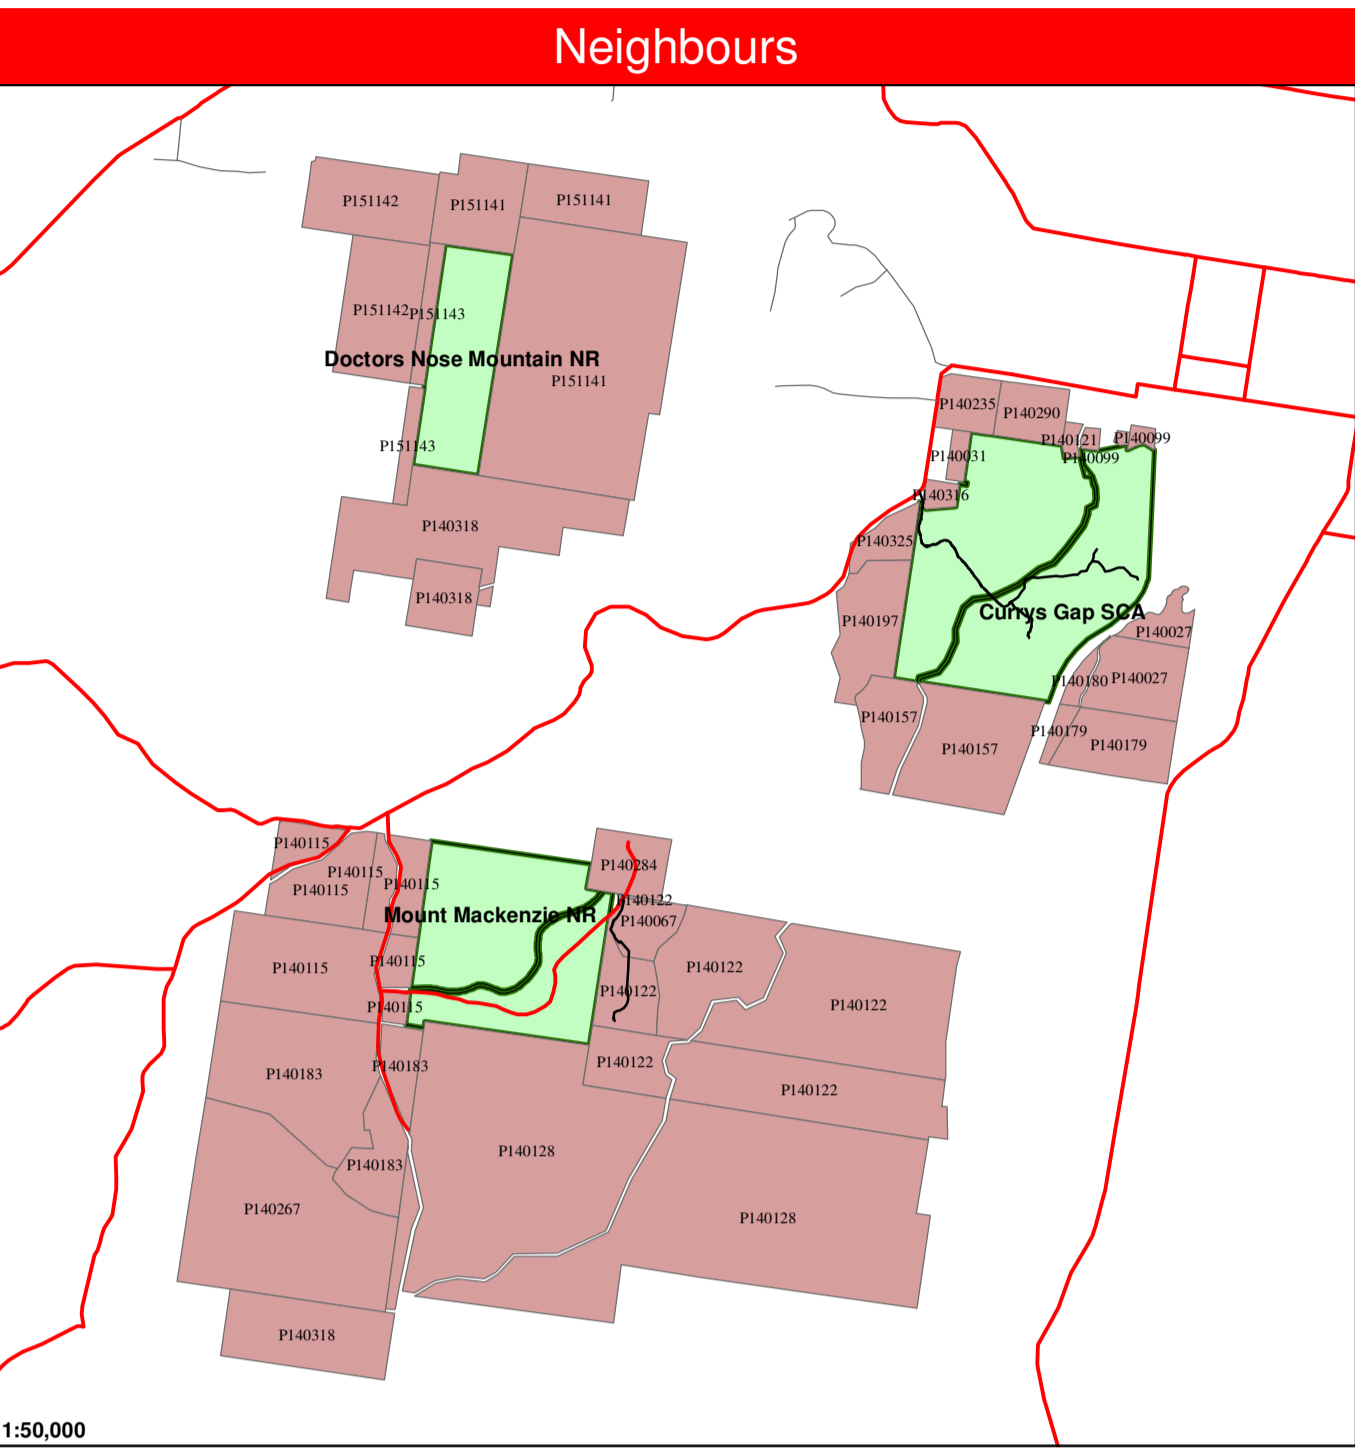 Neighbours
P151142
P151141
P151141
P151142
P151143
Doctors Nose Mountain NR
P151141
P151143
P140318
P140318
P140235
P140290
P140121
P140099
P140031
P140099
P140316
P140325
Currys Gap SCA
P140197
P140027
P140180
P140027
P140157
P140179
P140157
P140179
P140115
P140115
P140115
P140115
P140284
P140122
Mount Mackenzie NR
P140067
P140115
P140115
P140122
P140122
P140122
P140115
P140183
P140183
P140122
P140122
P140128
P140183
P140267
P140128
P140318
1:50,000